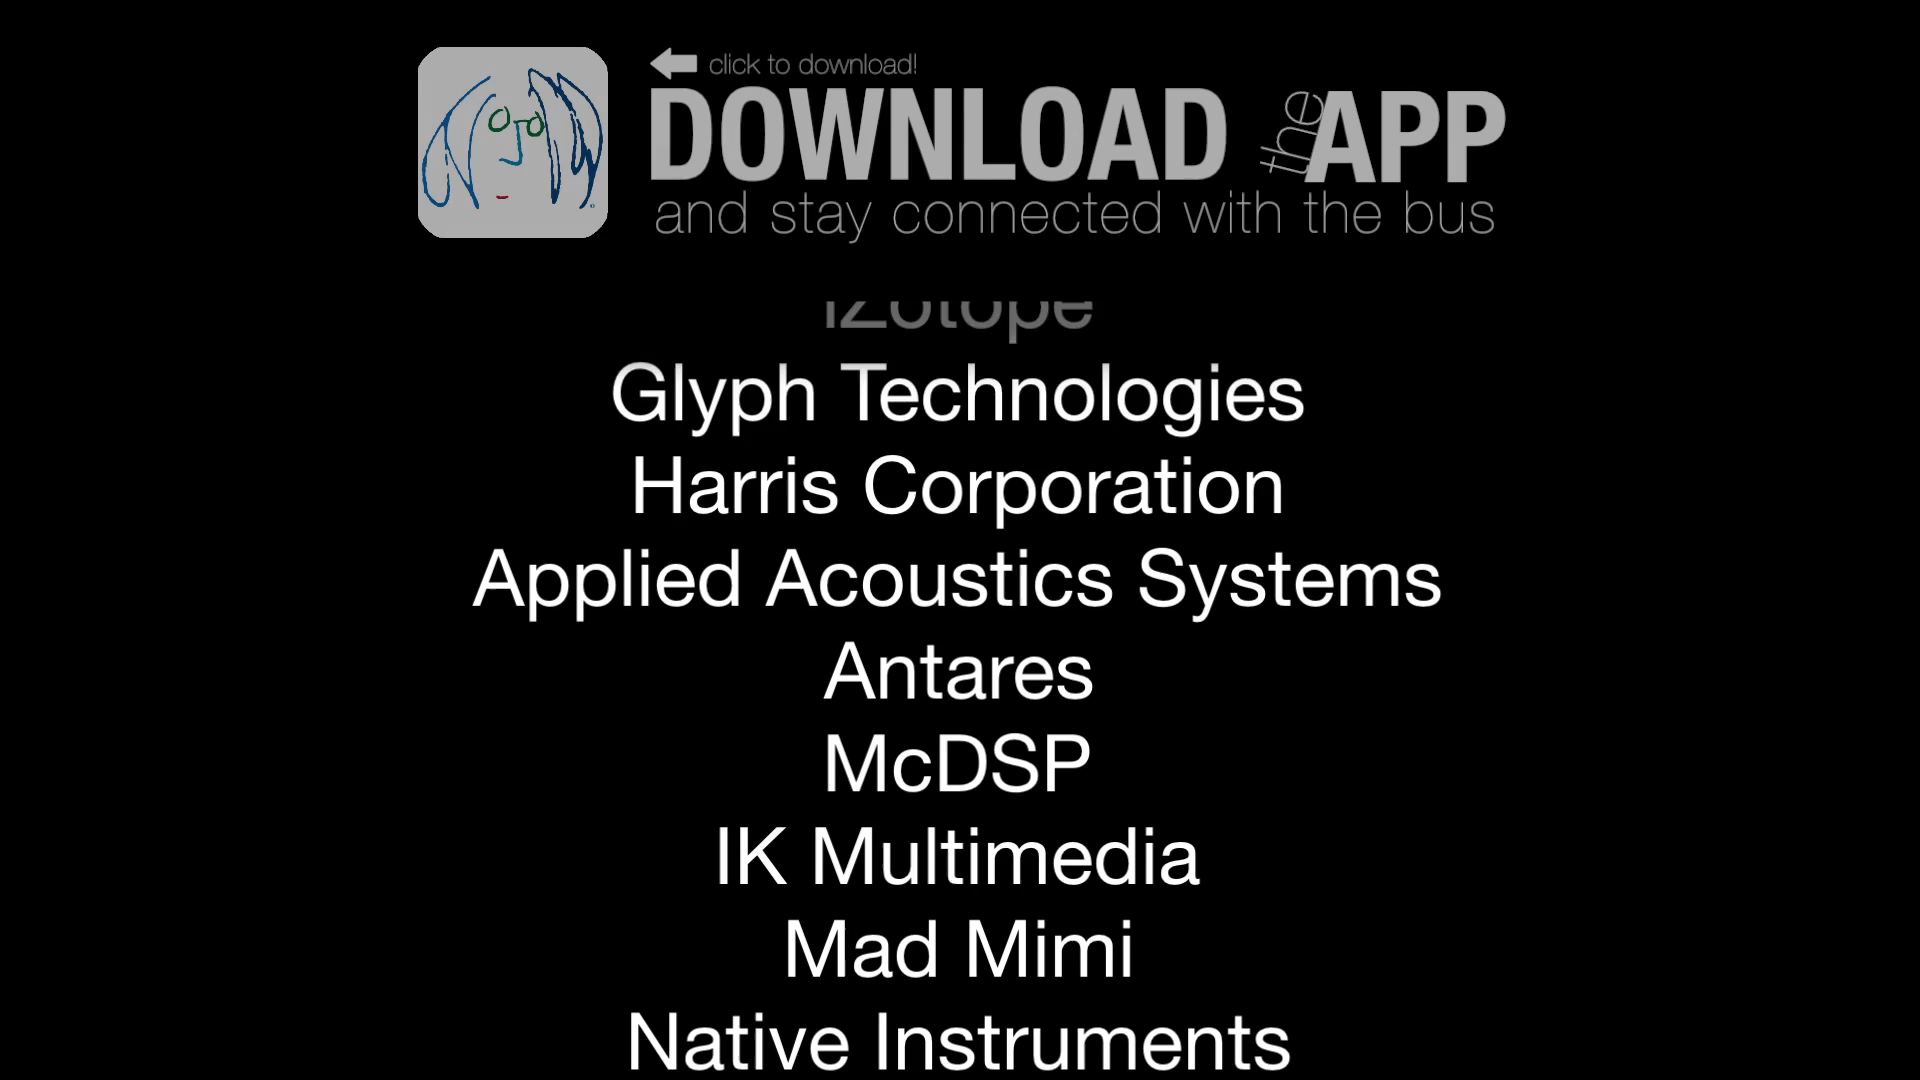 click to download!
DOWNLOAD the APP
and stay connected with the bus
iZotope
Glyph Technologies
Harris Corporation
Applied Acoustics Systems
Antares
McDSP
IK Multimedia
Mad Mimi
Native Instruments